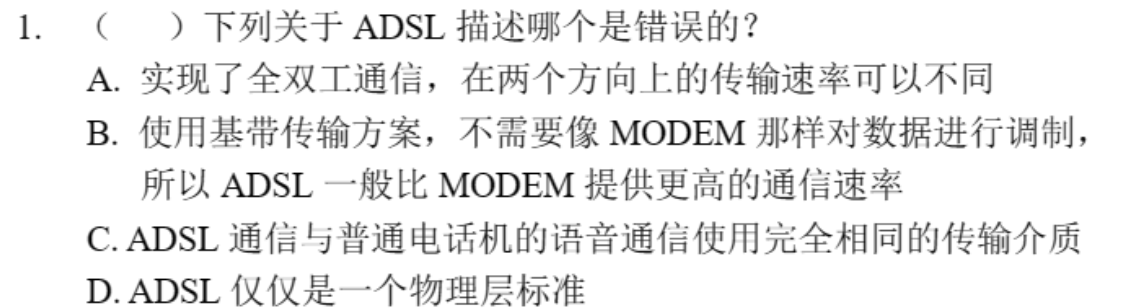 1. （ ）下列关于 ADSL 描述哪个是错误的？
A. 实现了全双工通信，在两个方向上的传输速率可以不同
B. 使用基带传输方案，不需要像 MODEM 那样对数据进行调制，
所以 ADSL 一般比 MODEM 提供更高的通信速率
C. ADSL 通信与普通电话机的语音通信使用完全相同的传输介质
D. ADSL 仅仅是一个物理层标准